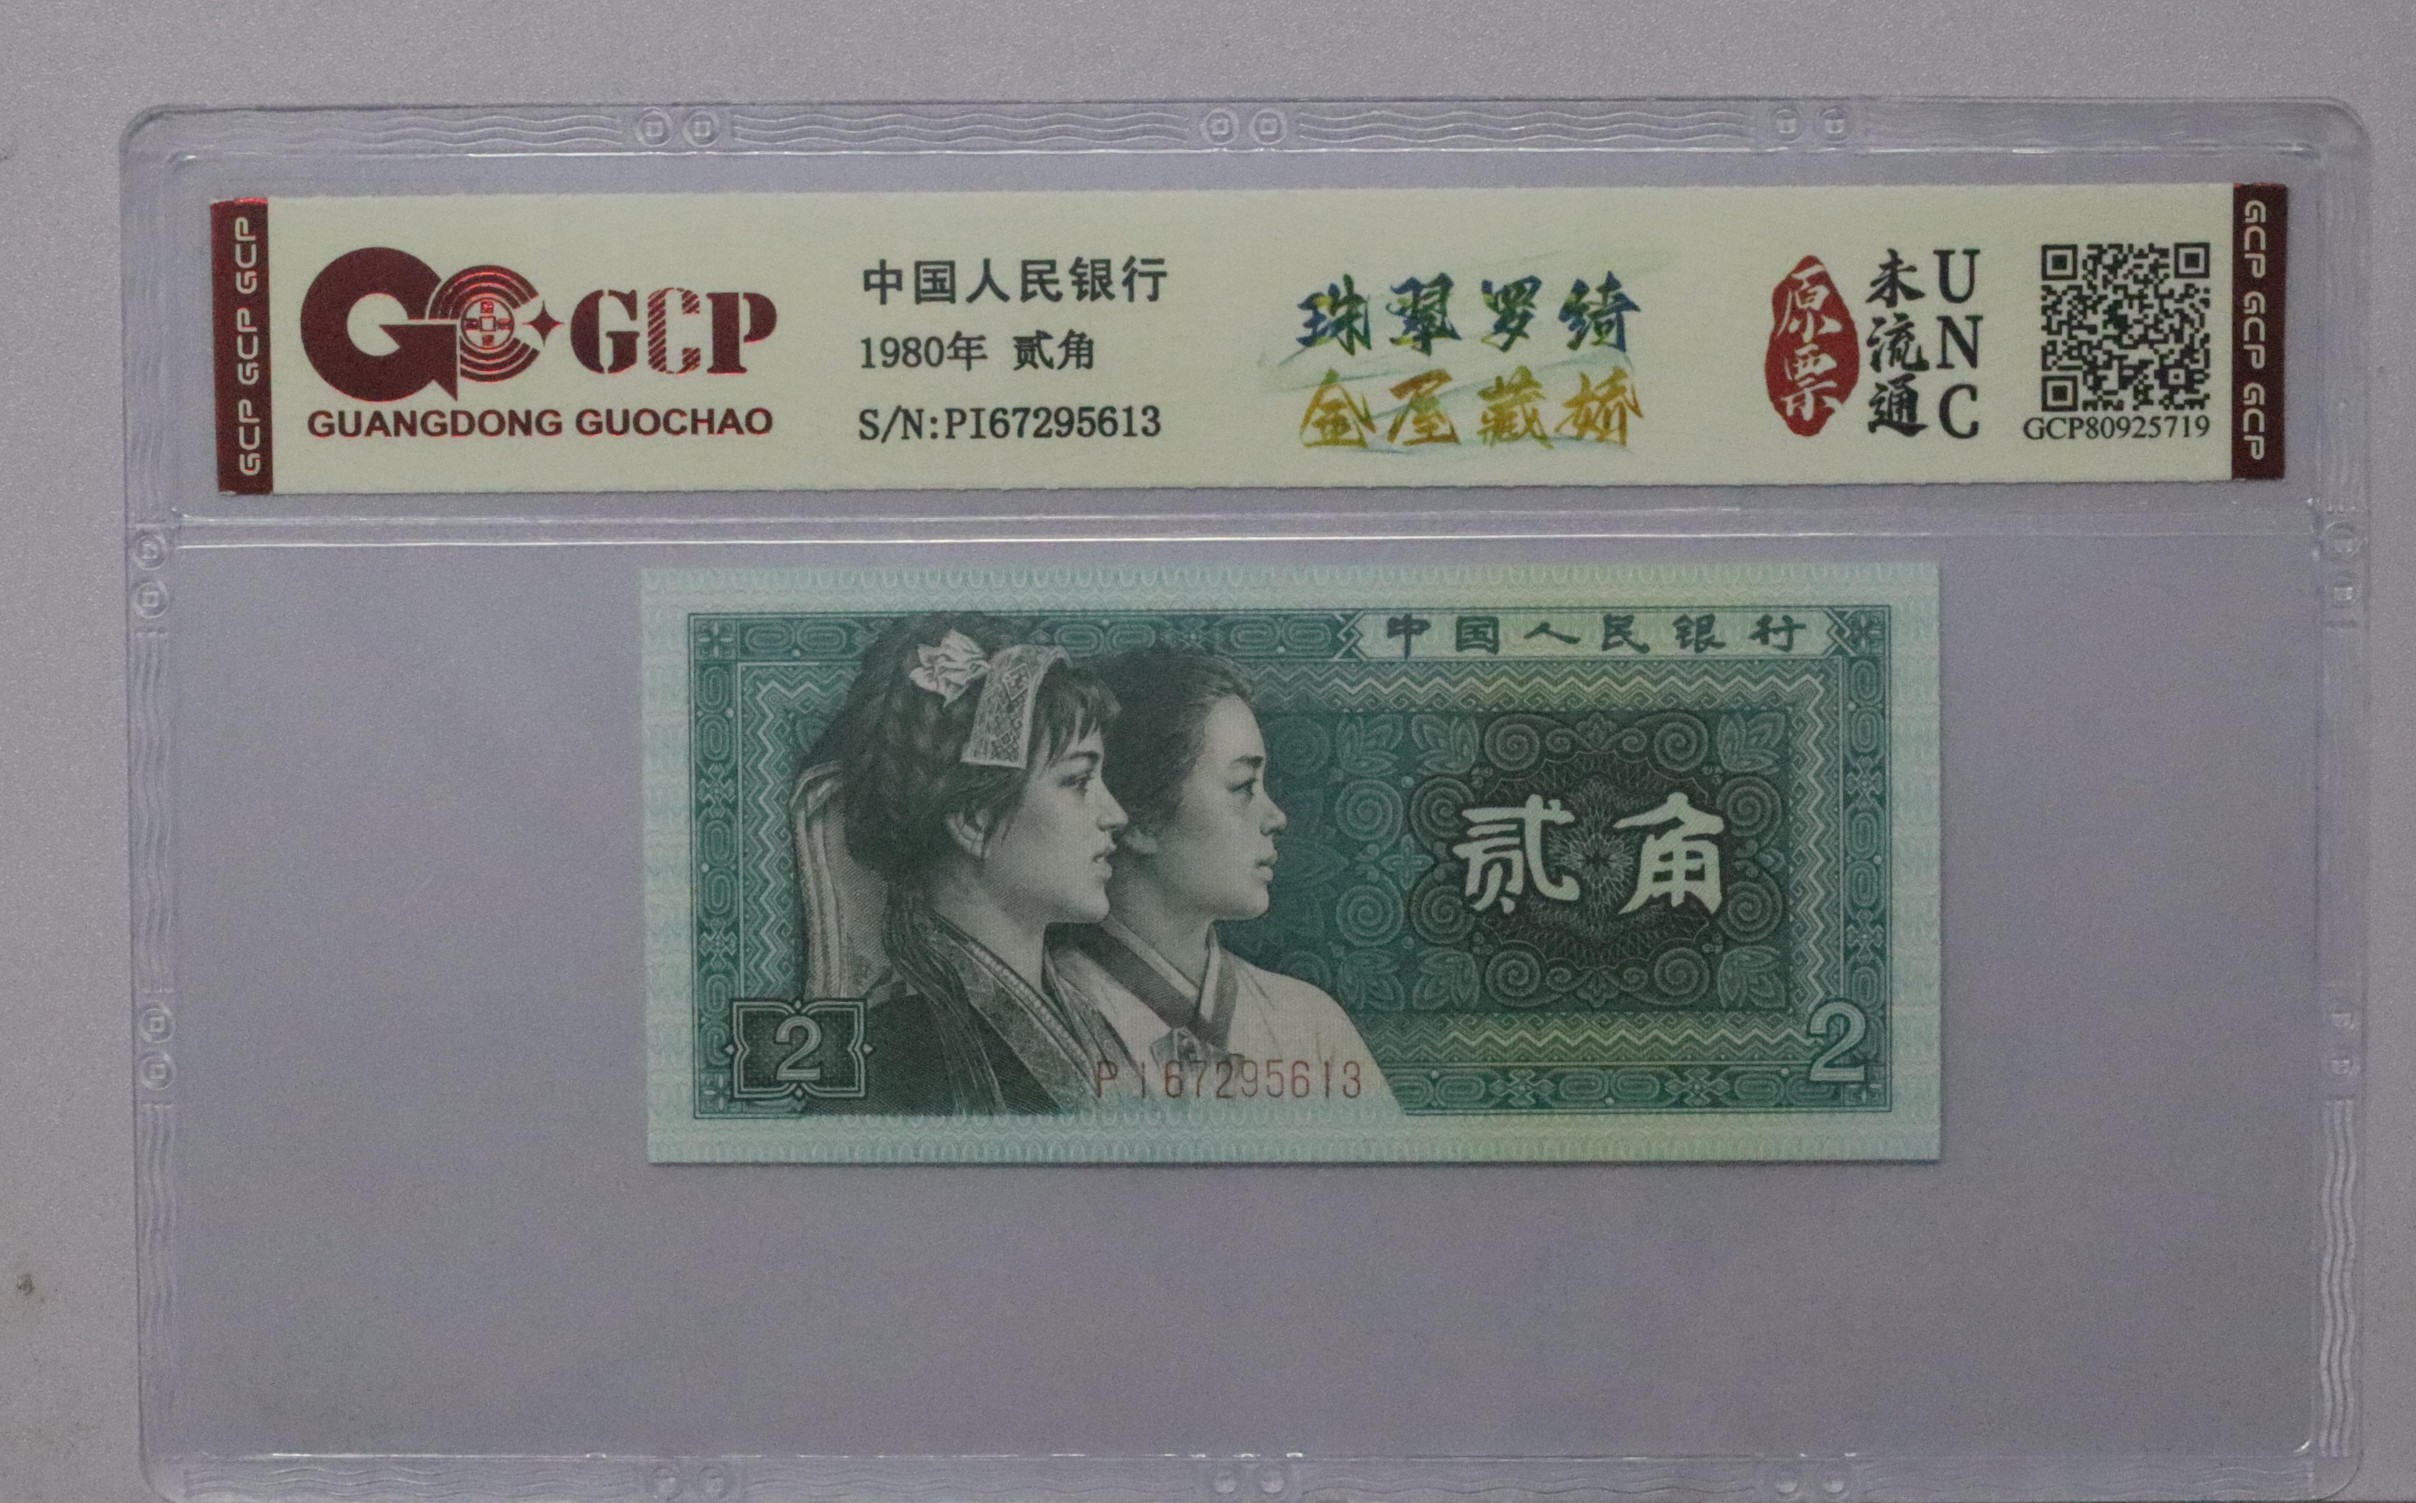 GCP GCP GCP
GCP
GUANGDONG GUOCHAO
中国人民银行
1980年 贰角
S/N:PI67295613
珠翠罗绮
金屋藏娇
原票
未流通
UNC
GCP80925719
GCP GCP GCP
中国人民银行
贰角
2
PI67295613
2